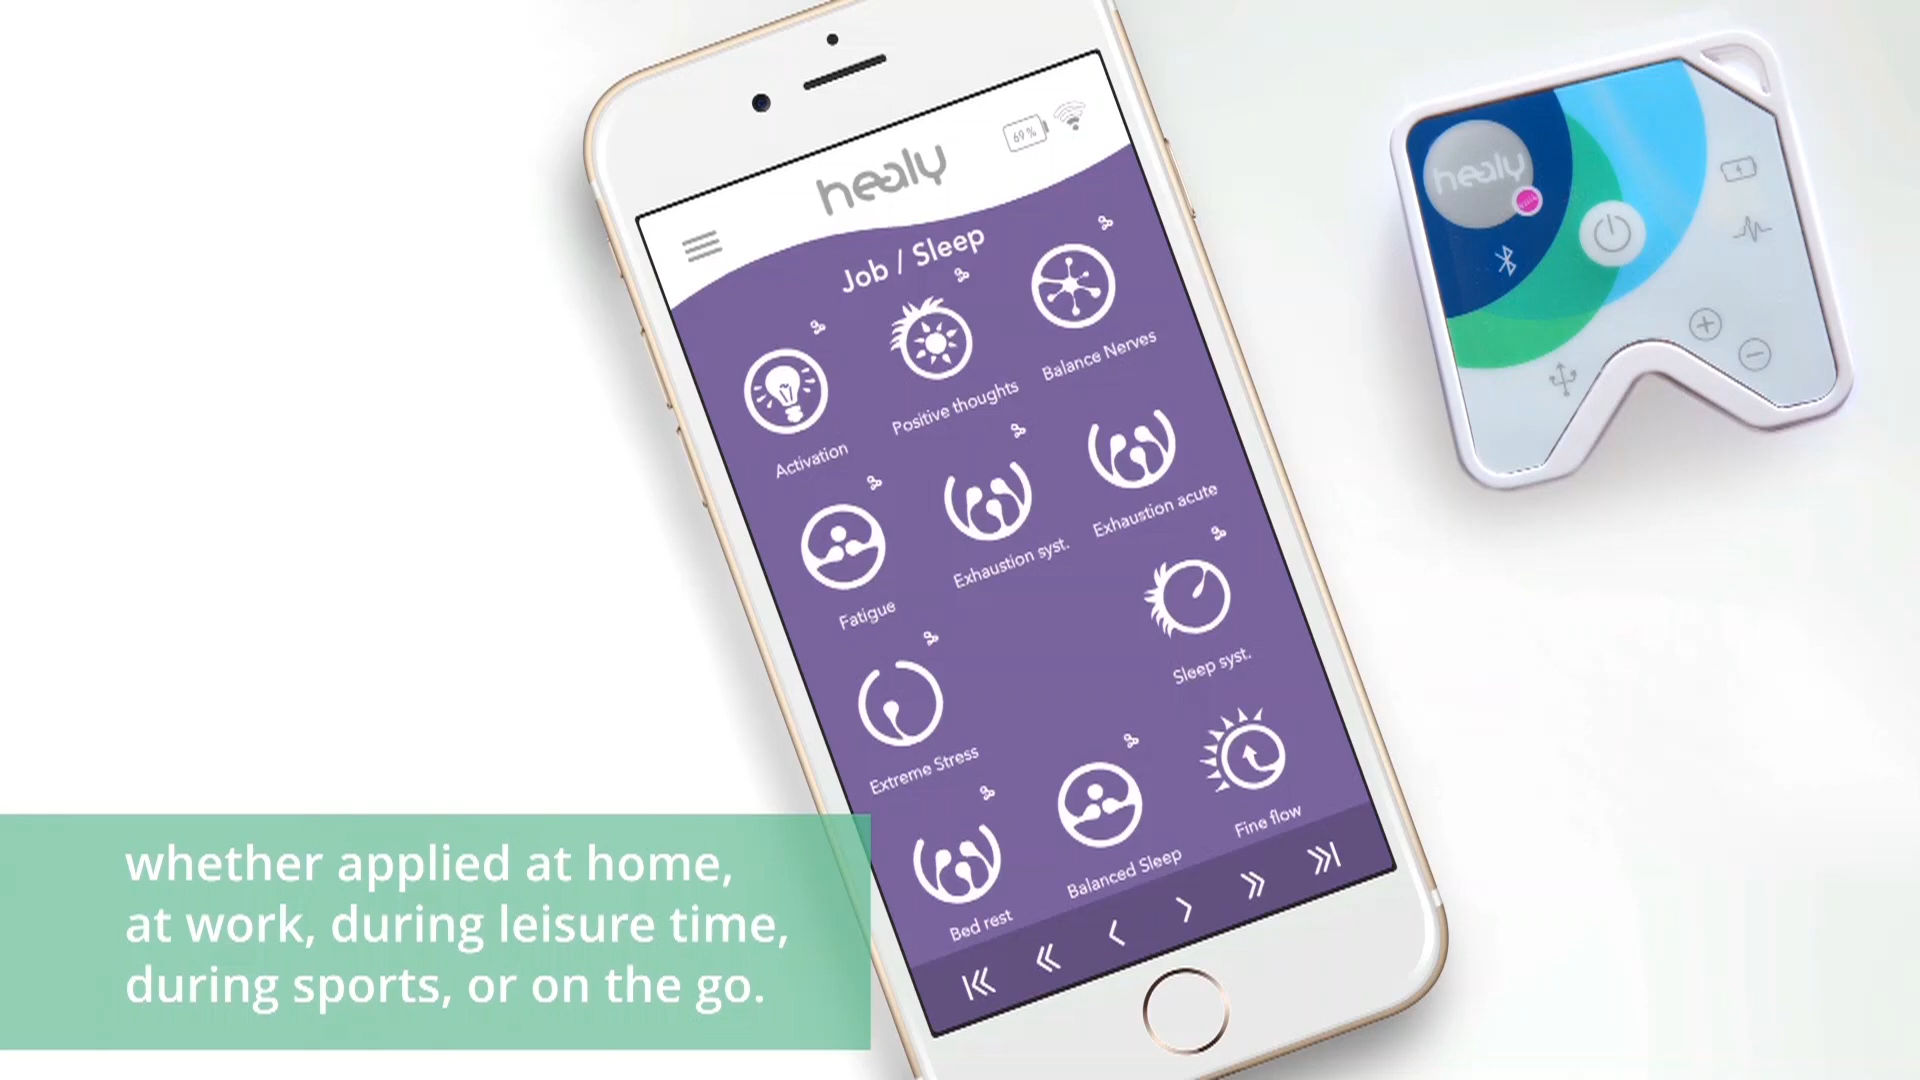 69%
healy
Job / Sleep
Activation
Positive thoughts
Balance Nerves
Fatigue
Exhaustion syst.
Exhaustion acute
Extreme Stress
Sleep syst.
Bed rest
Balanced Sleep
Fine flow
healy
whether applied at home,
at work, during leisure time,
during sports, or on the go.